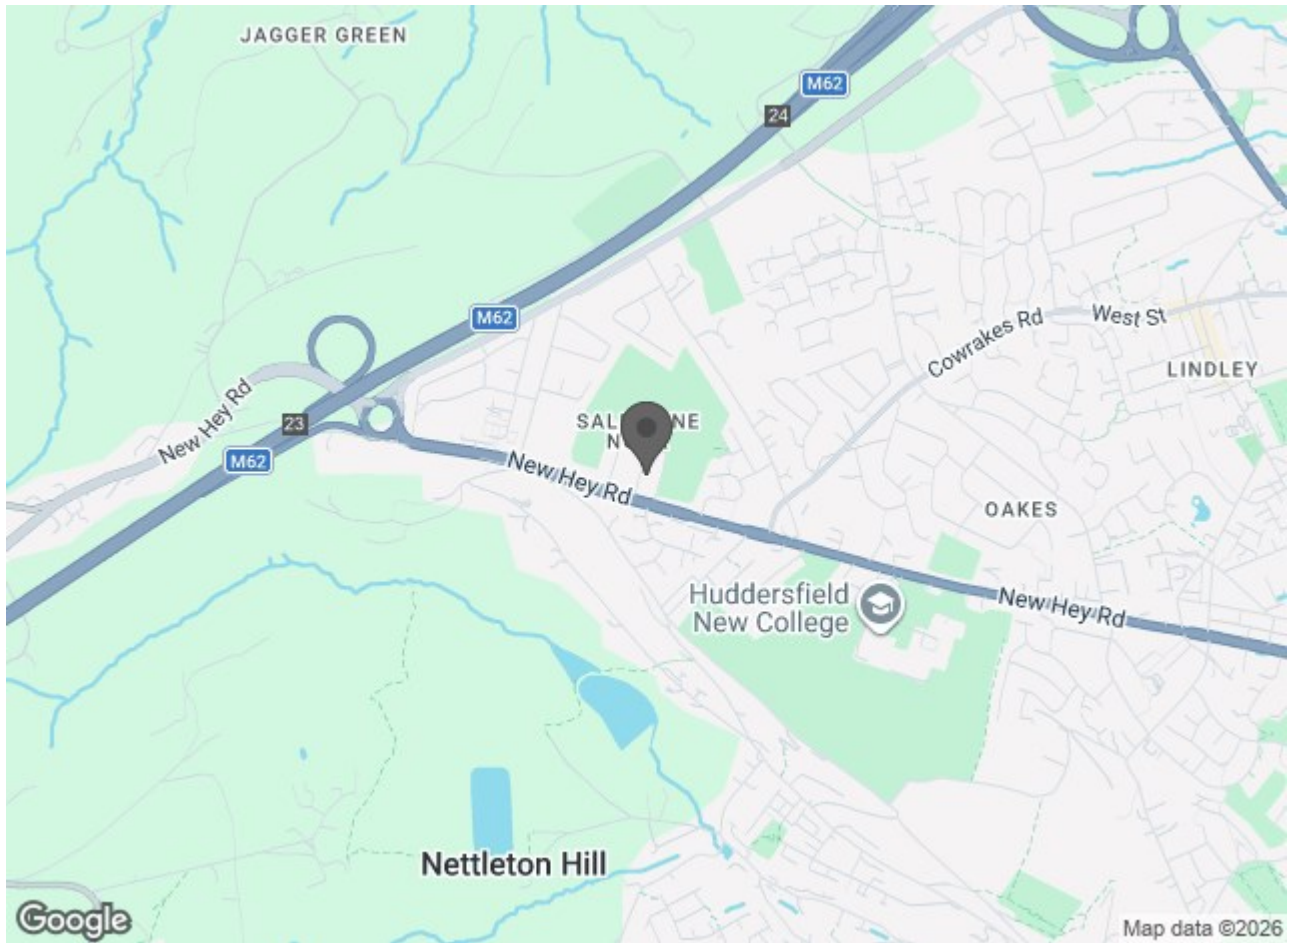 JAGGER GREEN
M62
24
West St
Cowrakes Rd
M62
LINDLEY
New Hey Rd
23
M62
New Hey Rd
OAKES
Huddersfield
New College
New Hey Rd
Nettleton Hill
Google
Map data ©2026